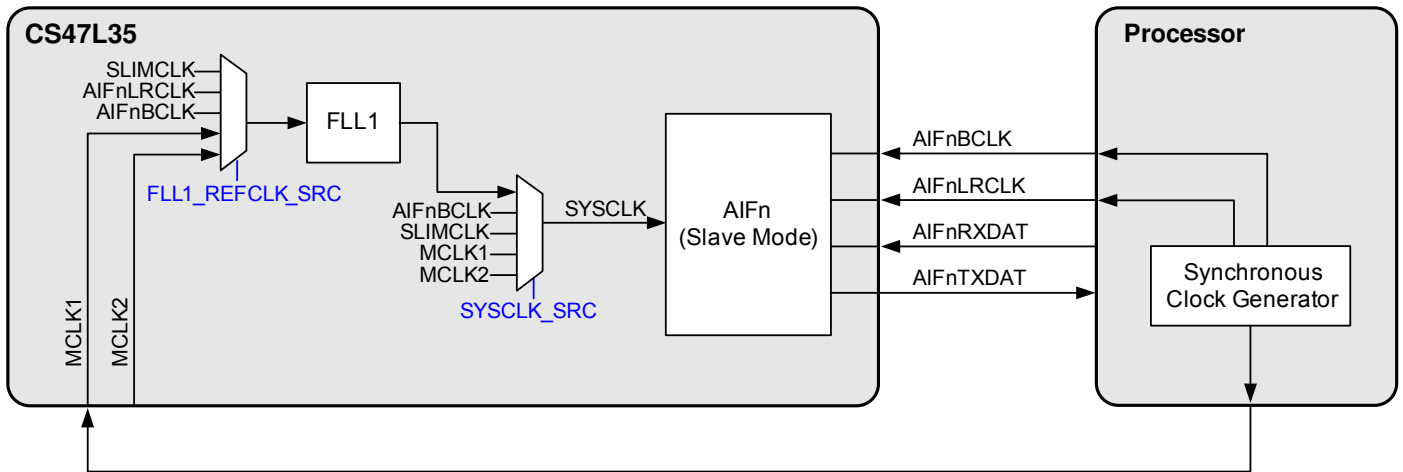 CS47L35
Processor
SLIMCLK
AIFnLRCLK
AIFnBCLK
FLL1
FLL1_REFCLK_SRC
MCLK1
MCLK2
AIFnBCLK
SLIMCLK
MCLK1
MCLK2
SYSCLK_SRC
SYSCLK
AIFn
(Slave Mode)
AIFnBCLK
AIFnLRCLK
AIFnRXDAT
AIFnTXDAT
Synchronous
Clock Generator